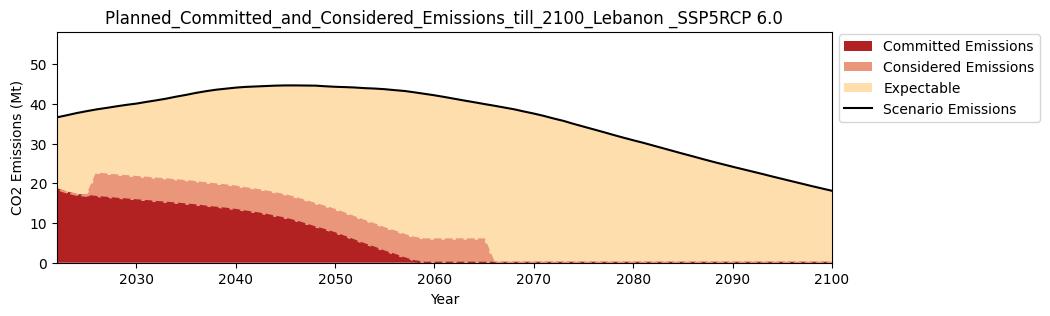 Planned_Committed_and_Considered_Emissions_till_2100_Lebanon _SSP5RCP 6.0
CO2 Emissions (Mt)
50
40
30
20
10
0
2030 2040 2050 2060 2070 2080 2090 2100
Year
Committed Emissions
Considered Emissions
Expectable
Scenario Emissions